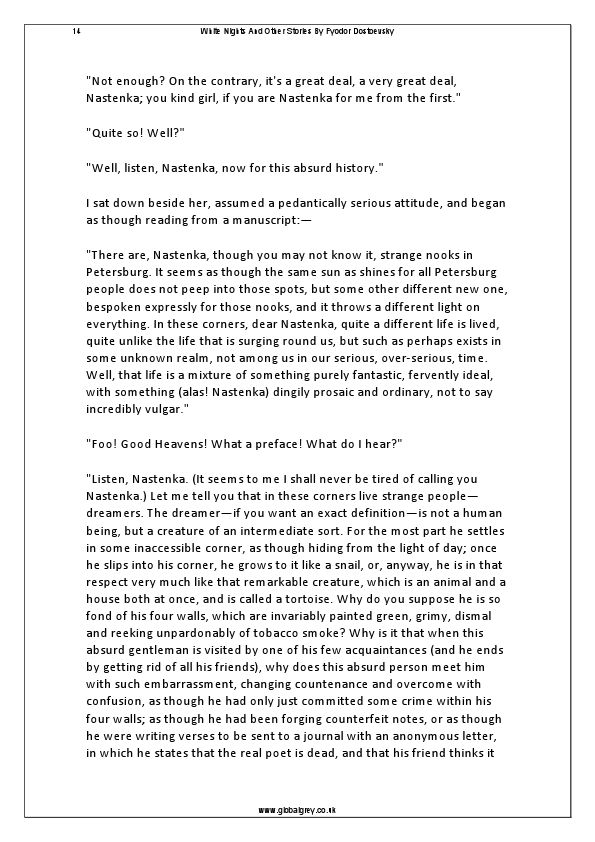 14
White Nights And Other Stories By Fyodor Dostoevsky
"Not enough? On the contrary, it's a great deal, a very great deal,
Nastenka; you kind girl, if you are Nastenka for me from the first."
"Quite so! Well?"
"Well, listen, Nastenka, now for this absurd history."
I sat down beside her, assumed a pedantically serious attitude, and began
as though reading from a manuscript:—
"There are, Nastenka, though you may not know it, strange nooks in
Petersburg. It seems as though the same sun as shines for all Petersburg
people does not peep into those spots, but some other different new one,
bespoken expressly for those nooks, and it throws a different light on
everything. In these corners, dear Nastenka, quite a different life is lived,
quite unlike the life that is surging round us, but such as perhaps exists in
some unknown realm, not among us in our serious, over-serious, time.
Well, that life is a mixture of something purely fantastic, fervently ideal,
with something (alas! Nastenka) dingily prosaic and ordinary, not to say
incredibly vulgar."
"Foo! Good Heavens! What a preface! What do I hear?"
"Listen, Nastenka. (It seems to me I shall never be tired of calling you
Nastenka.) Let me tell you that in these corners live strange people—
dreamers. The dreamer—if you want an exact definition—is not a human
being, but a creature of an intermediate sort. For the most part he settles
in some inaccessible corner, as though hiding from the light of day; once
he slips into his corner, he grows to it like a snail, or, anyway, he is in that
respect very much like that remarkable creature, which is an animal and a
house both at once, and is called a tortoise. Why do you suppose he is so
fond of his four walls, which are invariably painted green, grimy, dismal
and reeking unpardonably of tobacco smoke? Why is it that when this
absurd gentleman is visited by one of his few acquaintances (and he ends
by getting rid of all his friends), why does this absurd person meet him
with such embarrassment, changing countenance and overcome with
confusion, as though he had only just committed some crime within his
four walls; as though he had been forging counterfeit notes, or as though
he were writing verses to be sent to a journal with an anonymous letter,
in which he states that the real poet is dead, and that his friend thinks it
www.globalgrey.co.uk